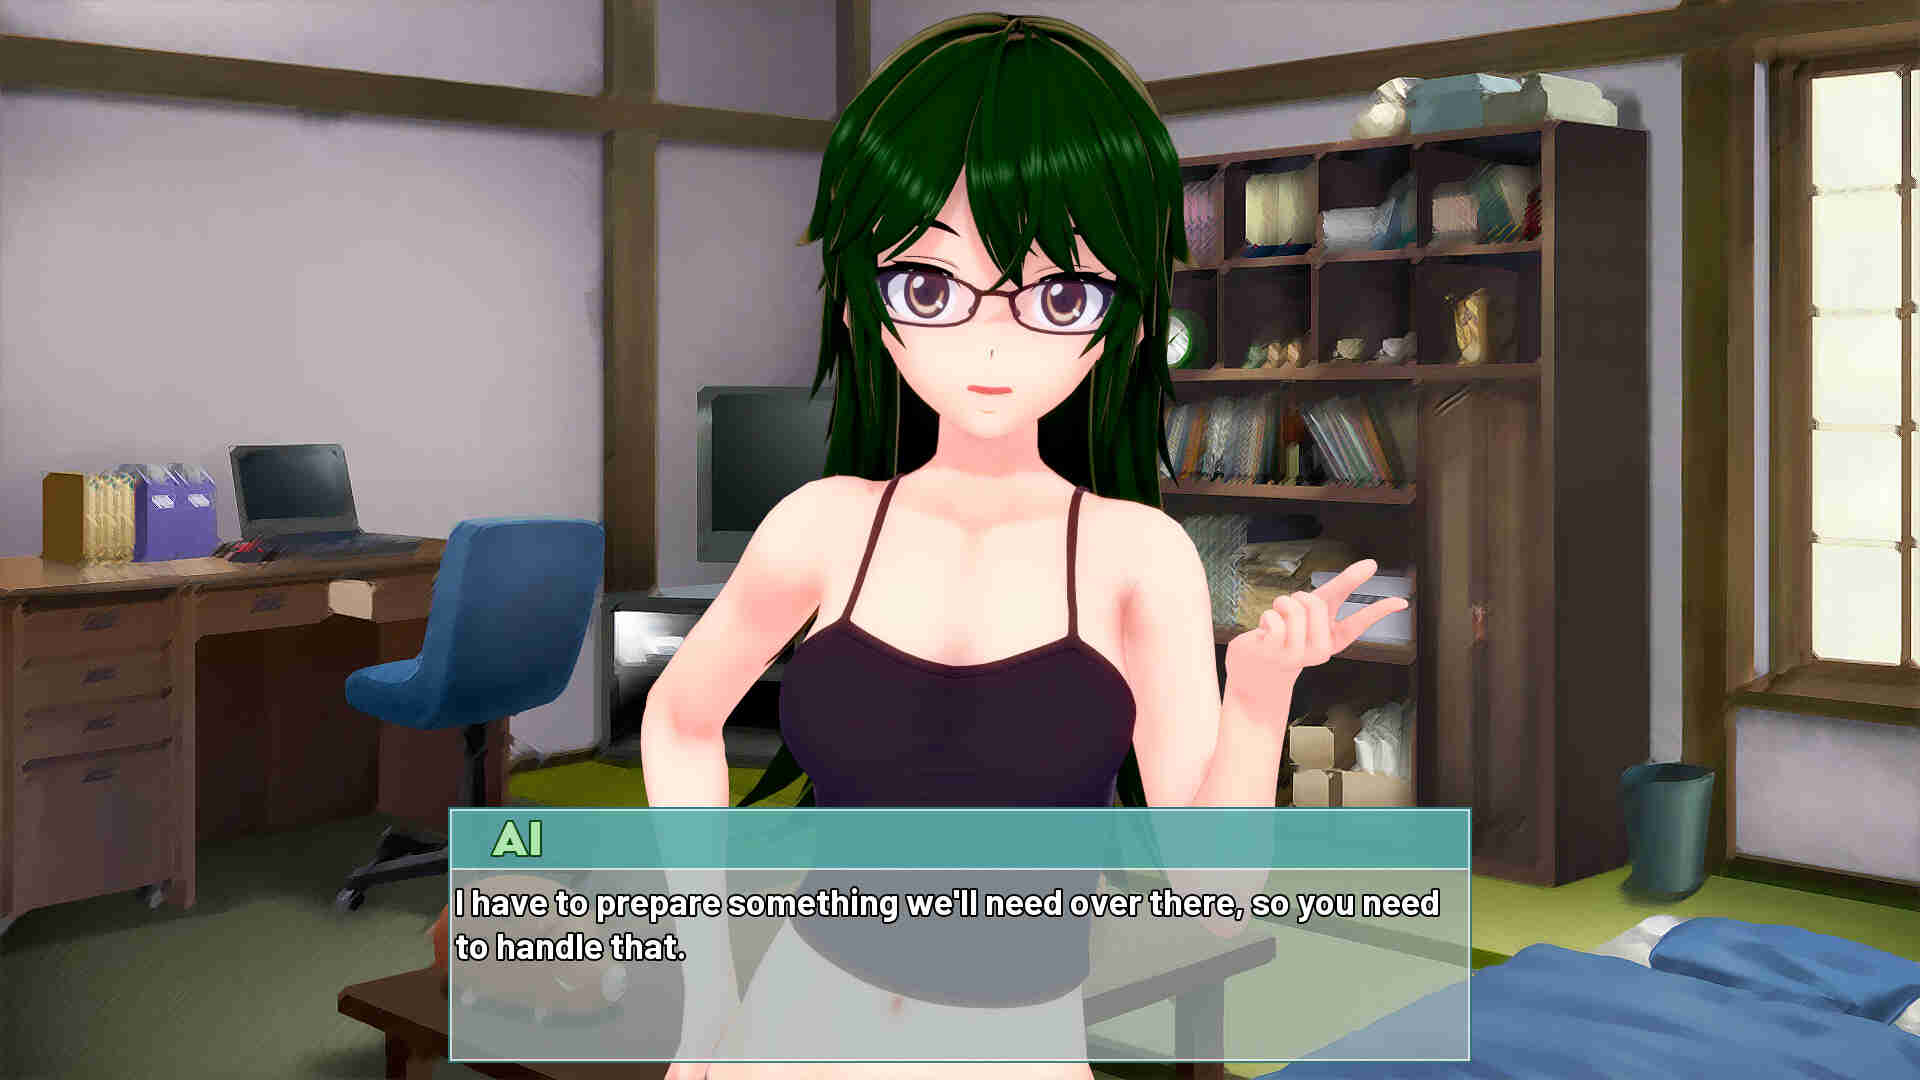 AI
I have to prepare something we'll need over there, so you need
to handle that.